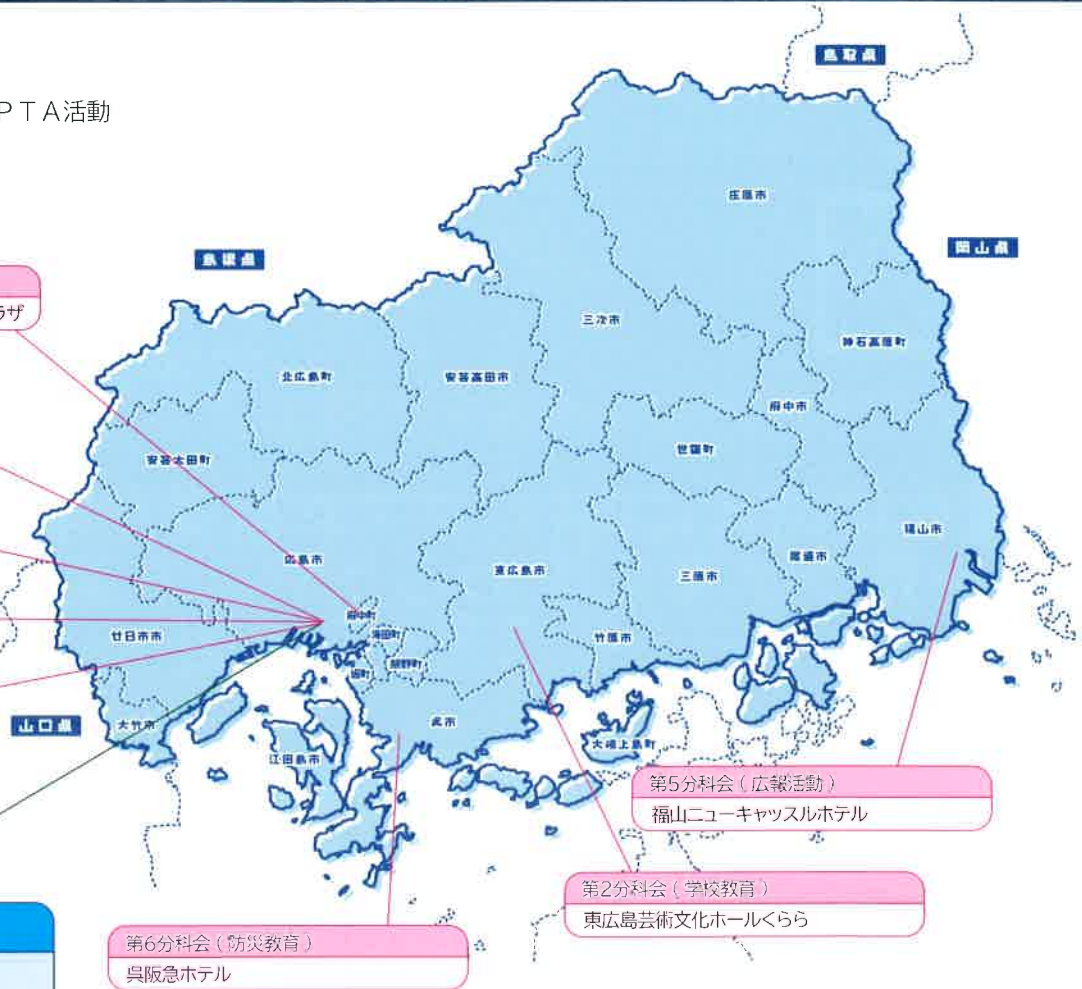 PTA活動
鳥取県
庄原市
島根県
岡山県
ラザ
三次市
神石高原町
北広島町
安芸高田市
府中市
世羅町
安芸太田町
福山市
広島市
東広島市
尾道市
三原市
府中町
海田町
竹原市
廿日市市
熊野町
坂町
山口県
大竹市
呉市
江田島市
大崎上島町
第5分科会(広報活動)
福山ニューキャッスルホテル
第2分科会(学校教育)
東広島芸術文化ホールくらら
第6分科会(防災教育)
呉阪急ホテル